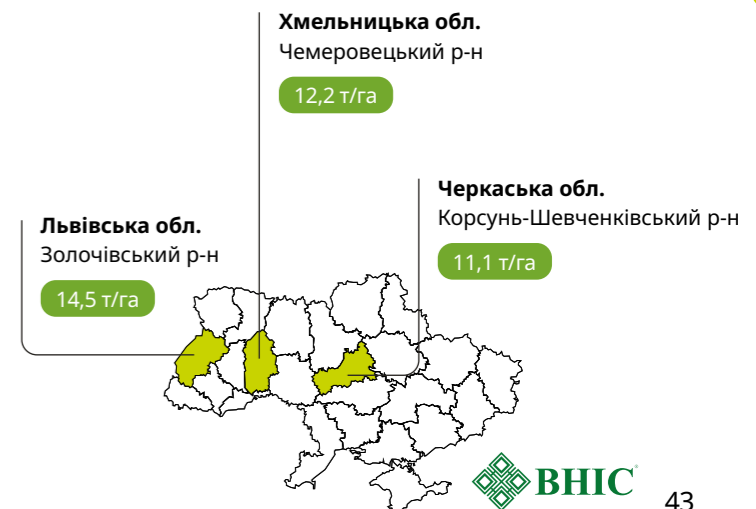 Хмельницька обл.
Чемеровецький р-н
12,2 т/га
Черкаська обл.
Корсунь-Шевченківський р-н
11,1 т/га
Львівська обл.
Золочівський р-н
14,5 т/га
ВНІС
43